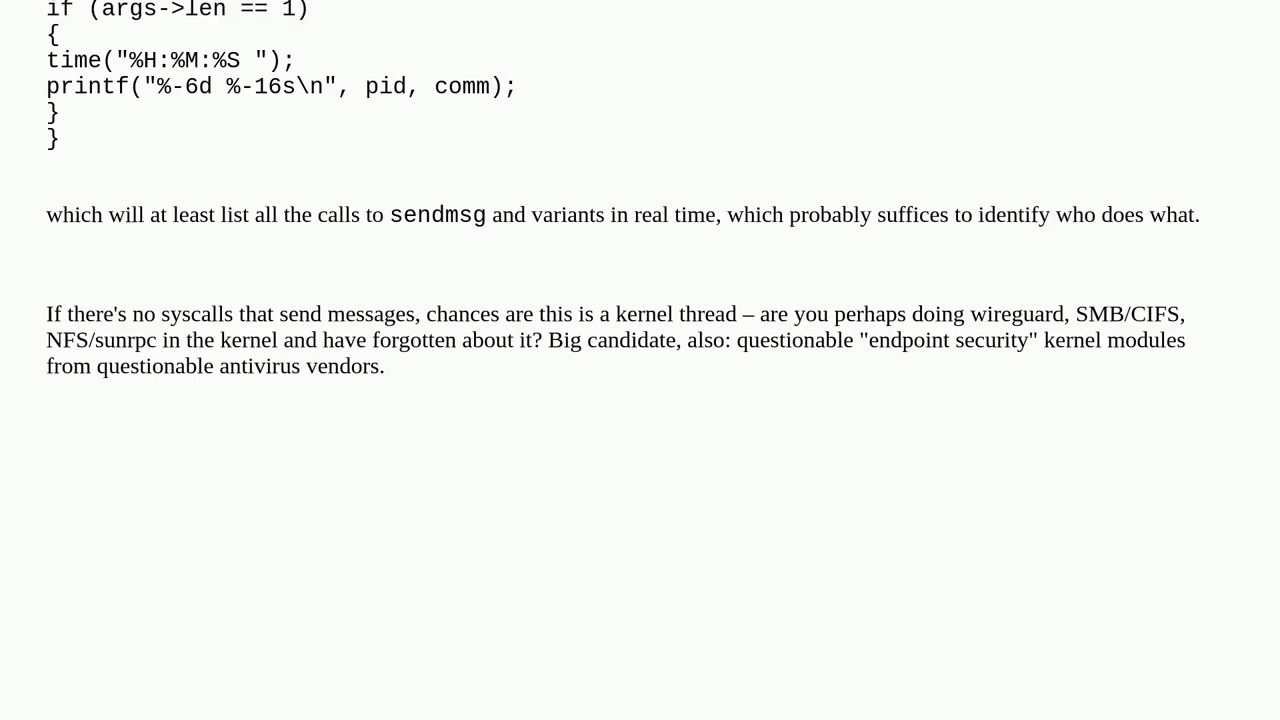 if (args->len == 1)
{
time("%H:%M:%S ");
printf("%-6d %-16s\n", pid, comm);
}
}
which will at least list all the calls to sendmsg and variants in real time, which probably suffices to identify who does what.
If there's no syscalls that send messages, chances are this is a kernel thread – are you perhaps doing wireguard, SMB/CIFS,
NFS/sunrpc in the kernel and have forgotten about it? Big candidate, also: questionable "endpoint security" kernel modules
from questionable antivirus vendors.